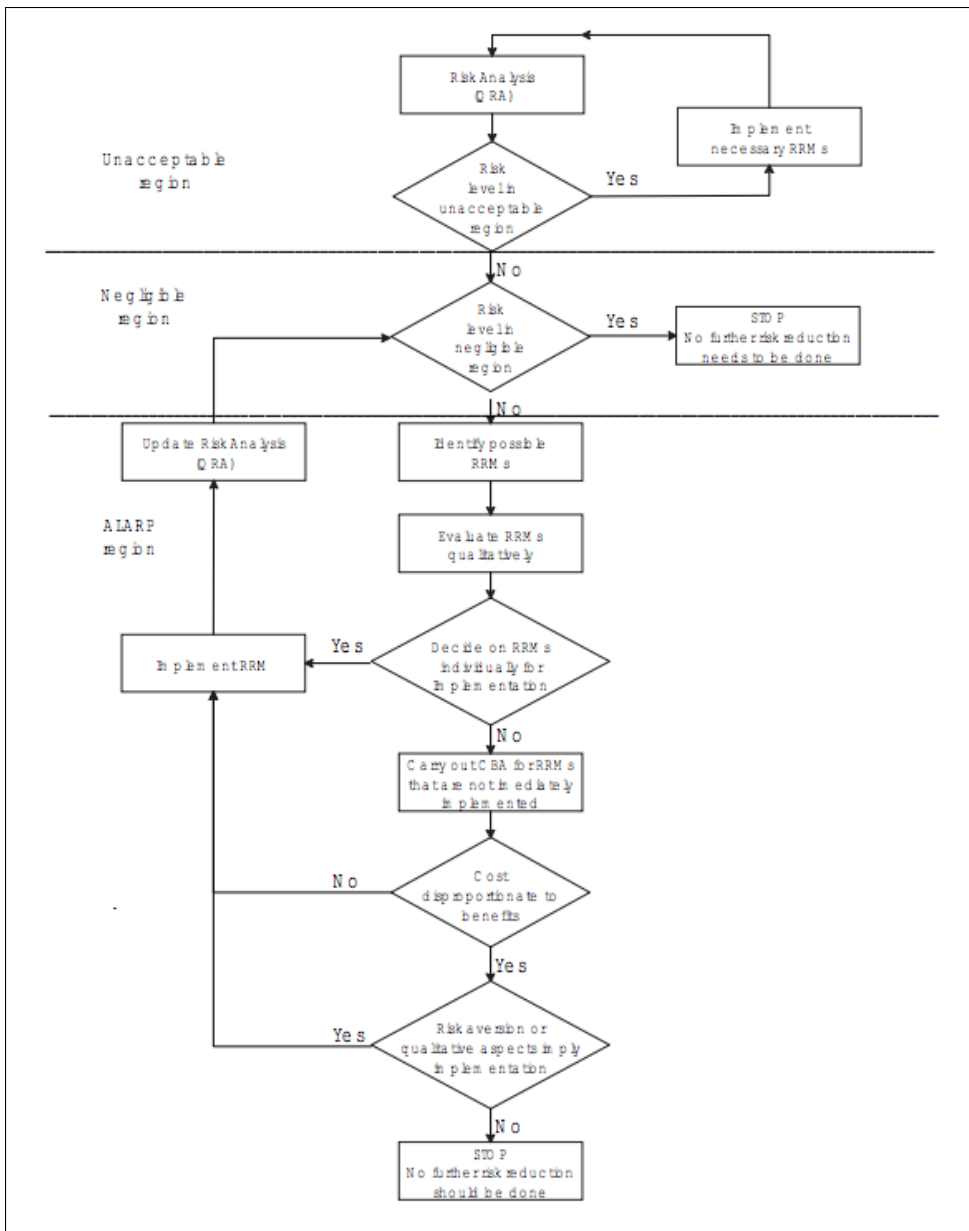 Risk Analysis
(QRA)
Implement
necessary RRMs
Unacceptable
region
Risk
level in
unacceptable
region
Yes
No
Negligible
region
Risk
level in
negligible
region
Yes
STOP
No further risk reduction
needs to be done
No
Update Risk Analysis
(QRA)
Identify possible
RRMs
ALARP
region
Evaluate RRMs
qualitatively
Implement RRM
Yes
Decide on RRMs
individually for
Implementation
No
Carry out CBA for RRMs
that are not imediately
implemented
No
Cost
disproportionate to
benefits
Yes
Yes
Risk aversion or
qualitative aspects imply
implementation
No
STOP
No further risk reduction
should be done